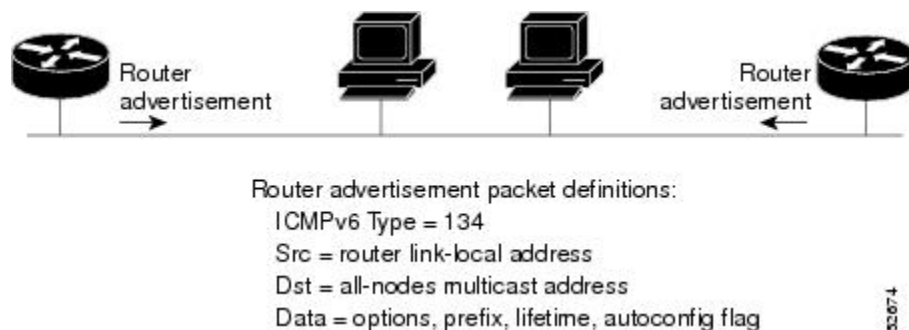 Router
advertisement
Router
advertisement
Router advertisement packet definitions:
ICMPv6 Type = 134
Src = router link-local address
Dst = all-nodes multicast address
Data = options, prefix, lifetime, autoconfig flag
52674